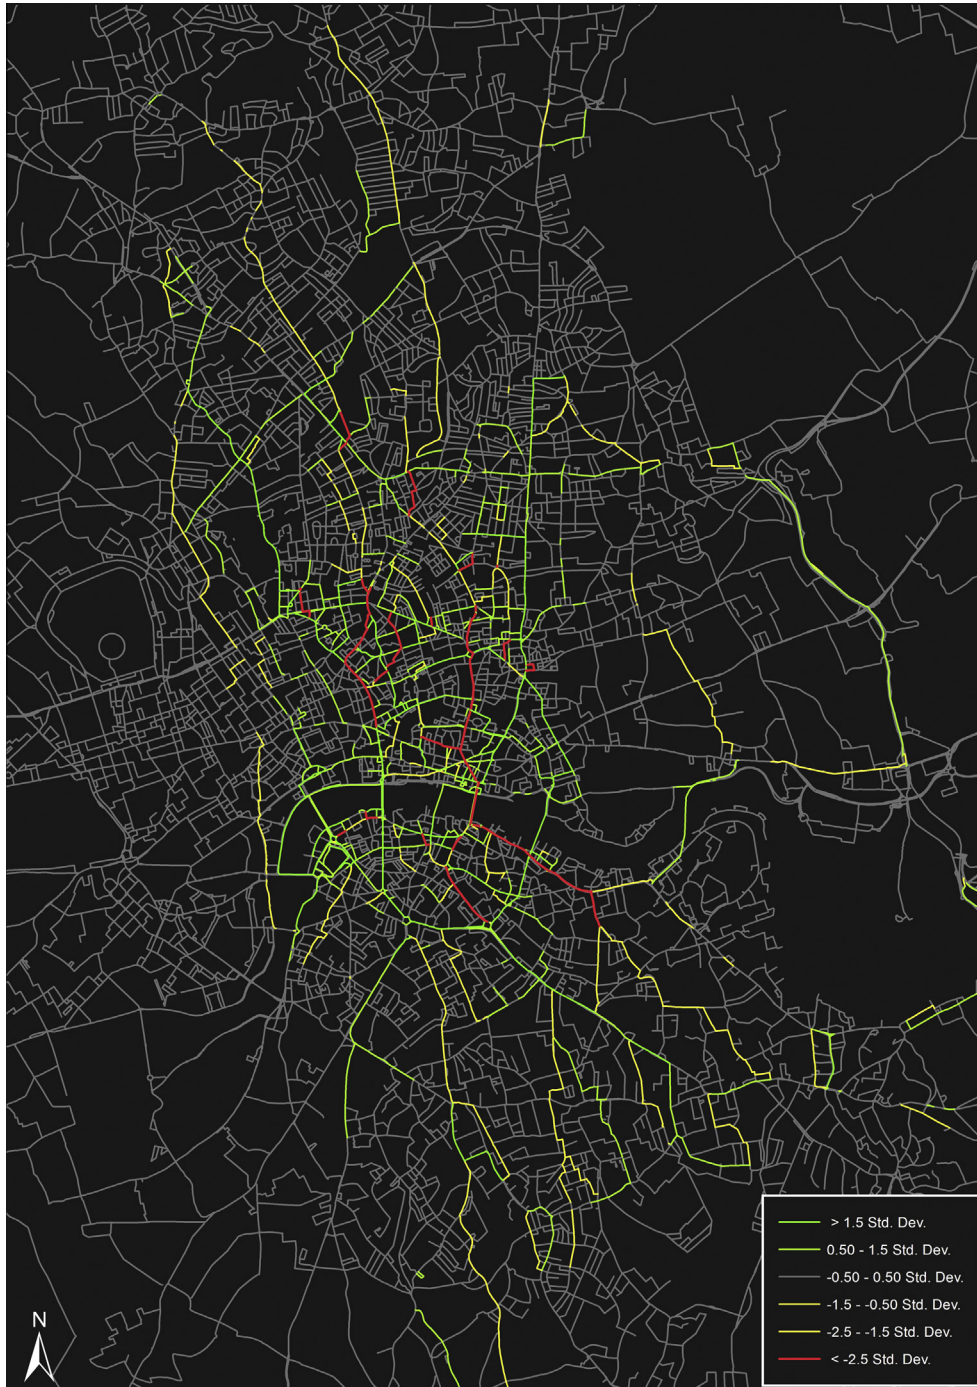 > 1.5 Std. Dev.
0.50 - 1.5 Std. Dev.
-0.50 - 0.50 Std. Dev.
-1.5 - -0.50 Std. Dev.
-2.5 - -1.5 Std. Dev.
< -2.5 Std. Dev.
N